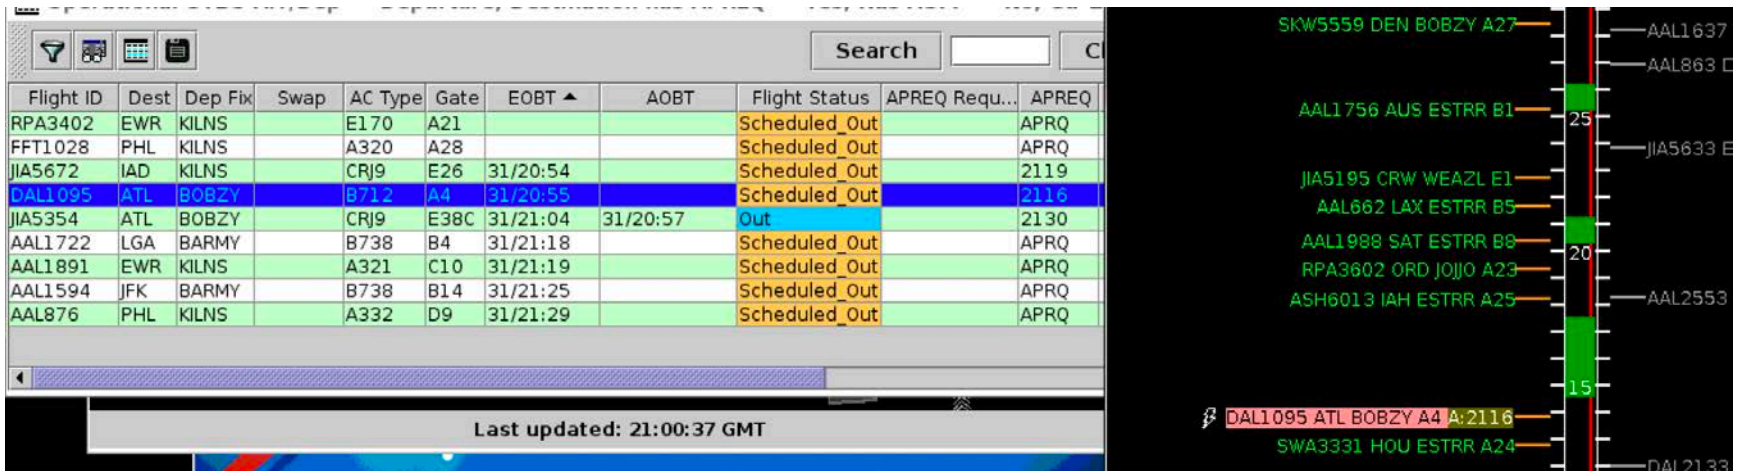 Search
Flight ID Dest Dep Fix Swap AC Type Gate EOBT AOBT Flight Status APREQ Requ... APREQ
RPA3402 EWR KILNS E170 A21 Scheduled_Out APRQ
FFT1028 PHL KILNS A320 A28 Scheduled_Out APRQ
JIA5672 IAD KILNS CRJ9 E26 31/20:54 Scheduled_Out 2119
DAL1095 ATL BOBZY B712 A4 31/20:55 Scheduled_Out 2116
JIA5354 ATL BOBZY CRJ9 E38C 31/21:04 31/20:57 Out 2130
AAL1722 LGA BARMY B738 B4 31/21:18 Scheduled_Out APRQ
AAL1891 EWR KILNS A321 C10 31/21:19 Scheduled_Out APRQ
AAL1594 JFK BARMY B738 B14 31/21:25 Scheduled_Out APRQ
AAL876 PHL KILNS A332 D9 31/21:29 Scheduled_Out APRQ
Last updated: 21:00:37 GMT
SKW5559 DEN BOBZY A27
AAL1756 AUS ESTRR B1
JIA5195 CRW WEAZL E1
AAL662 LAX ESTRR B5
AAL1988 SAT ESTRR B8
RPA3602 ORD JOJJO A23
ASH6013 IAH ESTRR A25
DAL1095 ATL BOBZY A4 A:2116
SWA3331 HOU ESTRR A24
25
20
15
AAL1637
AAL863
JIA5633 E
AAL2553
DAL2133